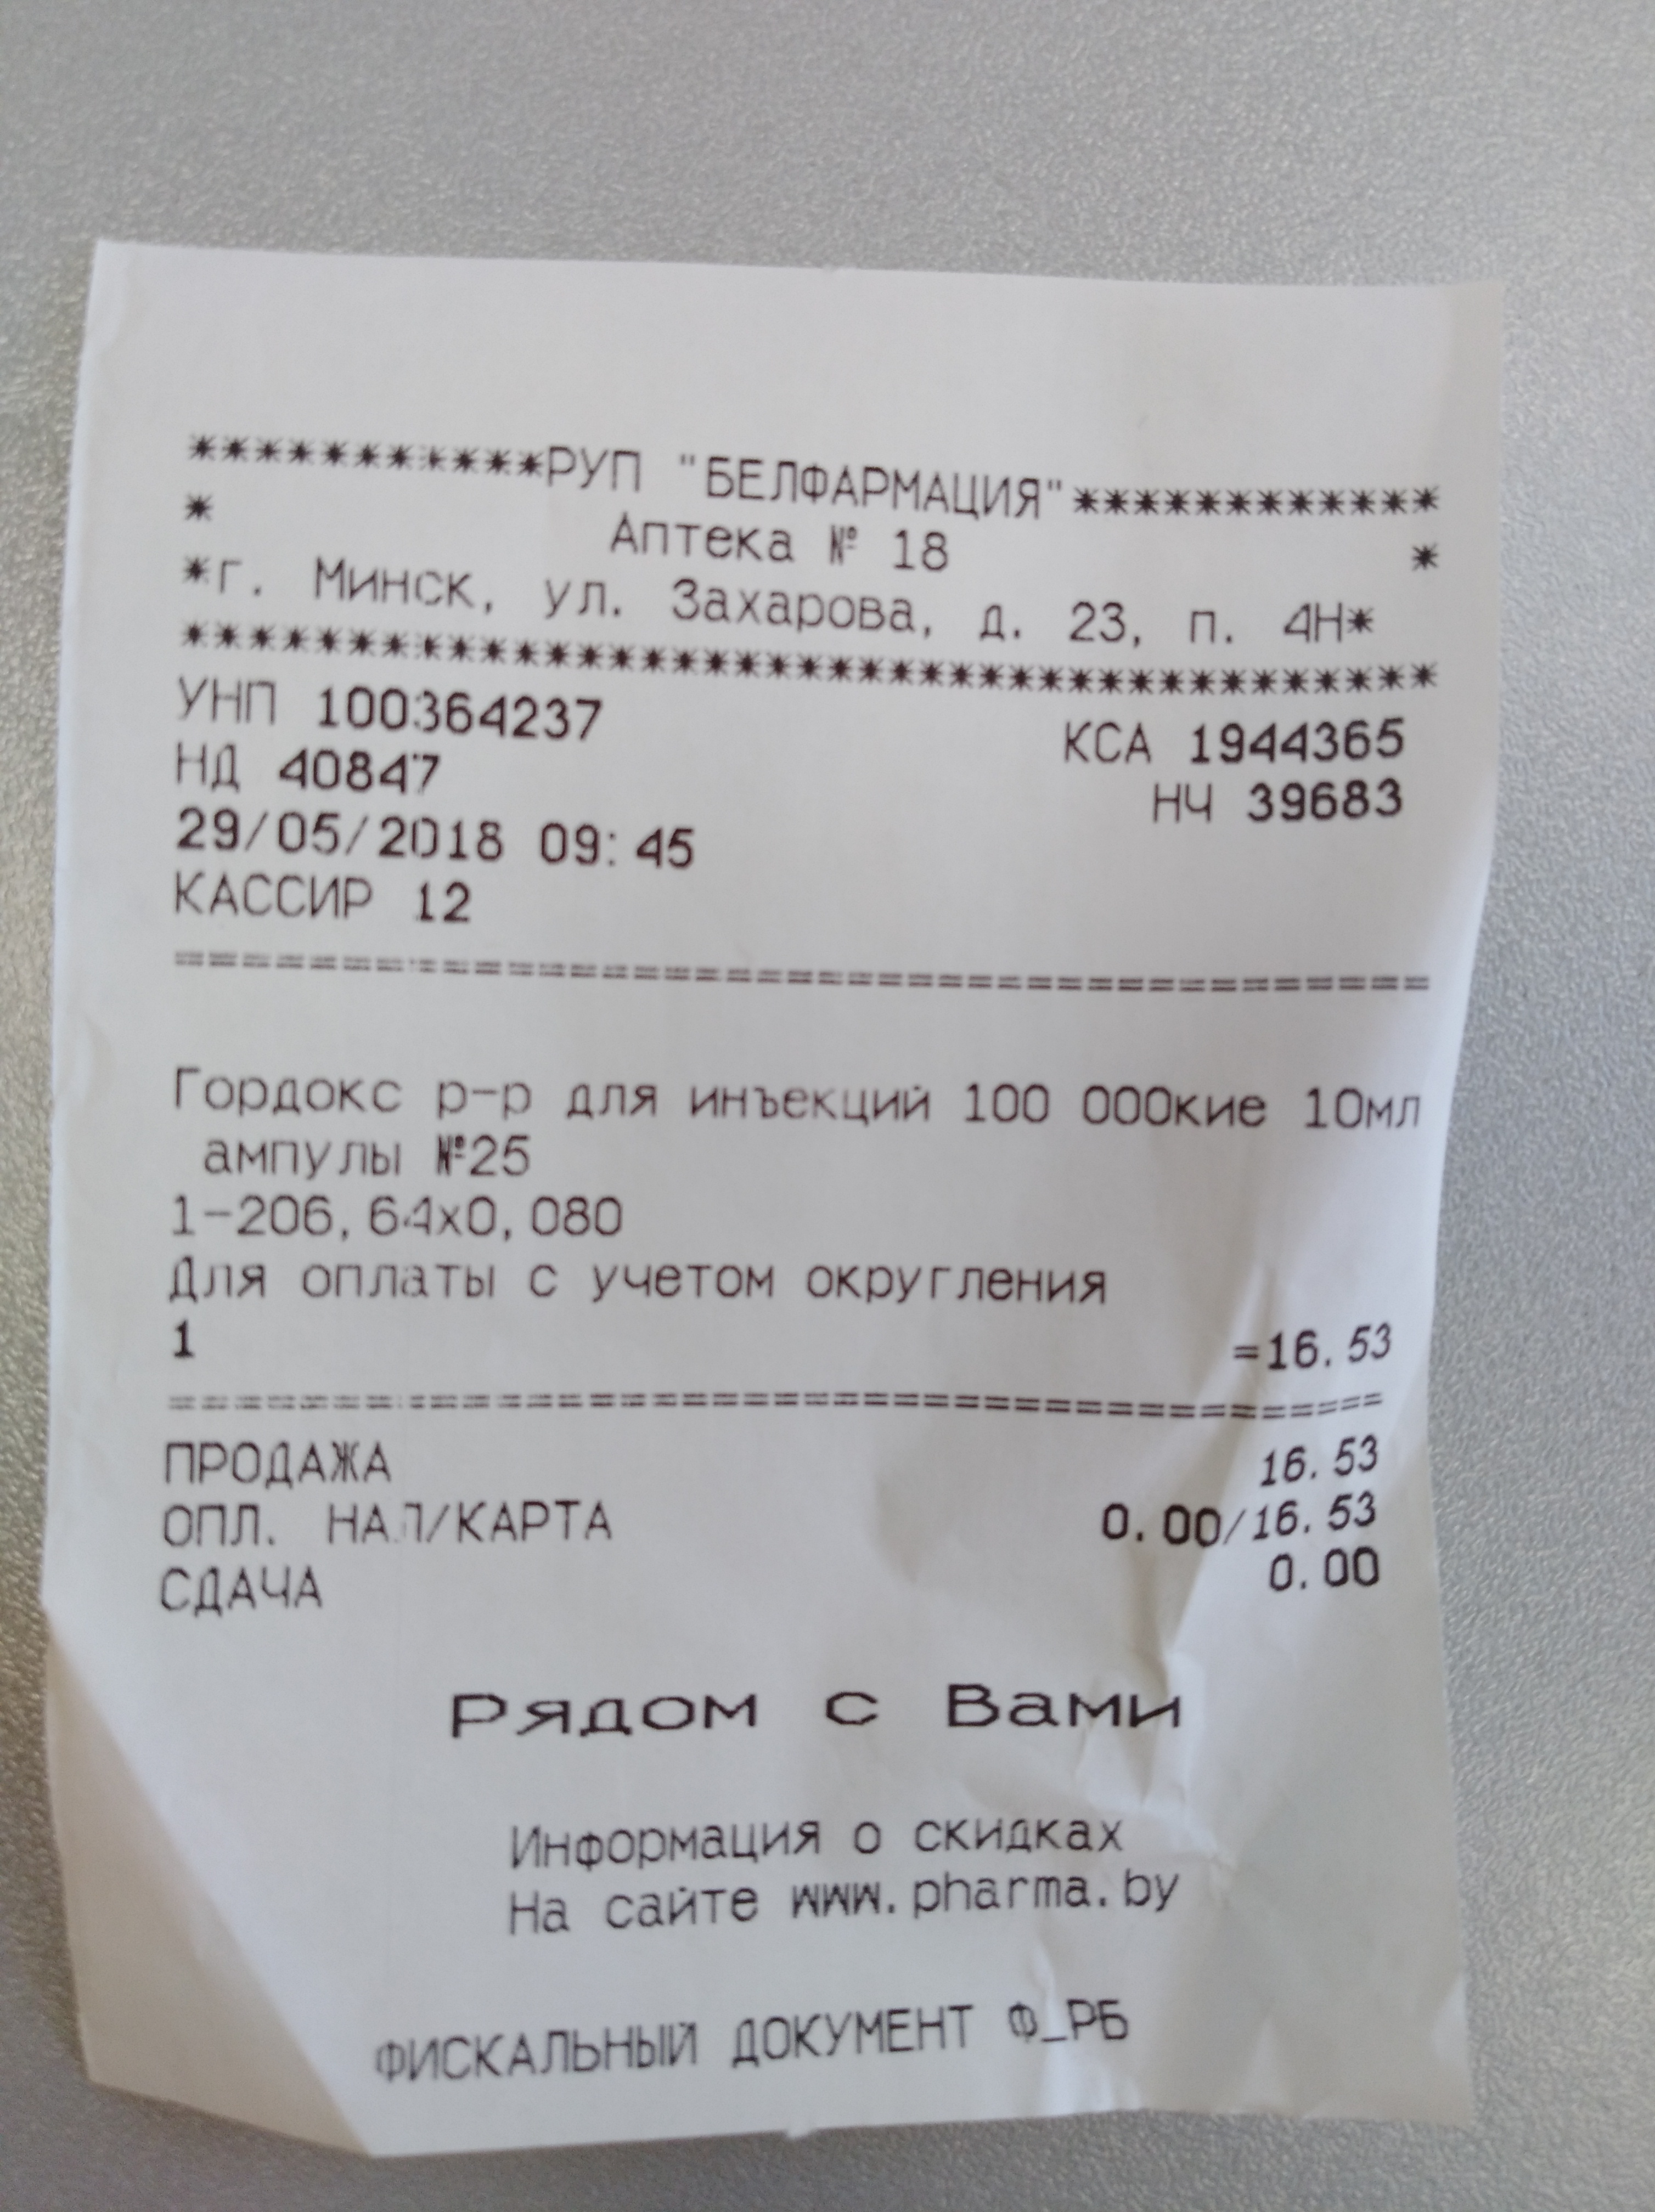 ***********РУП "БЕЛФАРМАЦИЯ"************
* Аптека № 18 *
*г. Минск, ул. Захарова, д. 23, п. 4Н*
***************************************
УНП 100364237 КСА 1944365
НД 40847 НЧ 39683
29/05/2018 09:45
КАССИР 12
=======================================
Гордокс р-р для инъекций 100 000кие 10мл
ампулы №25
1-206,64х0,080
Для оплаты с учетом округления
1 =16.53
=======================================
ПРОДАЖА 16.53
ОПЛ. НАЛ/КАРТА 0.00/16.53
СДАЧА 0.00
Рядом с Вами
Информация о скидках
На сайте www.pharma.by
ФИСКАЛЬНЫЙ ДОКУМЕНТ Ф_РБ